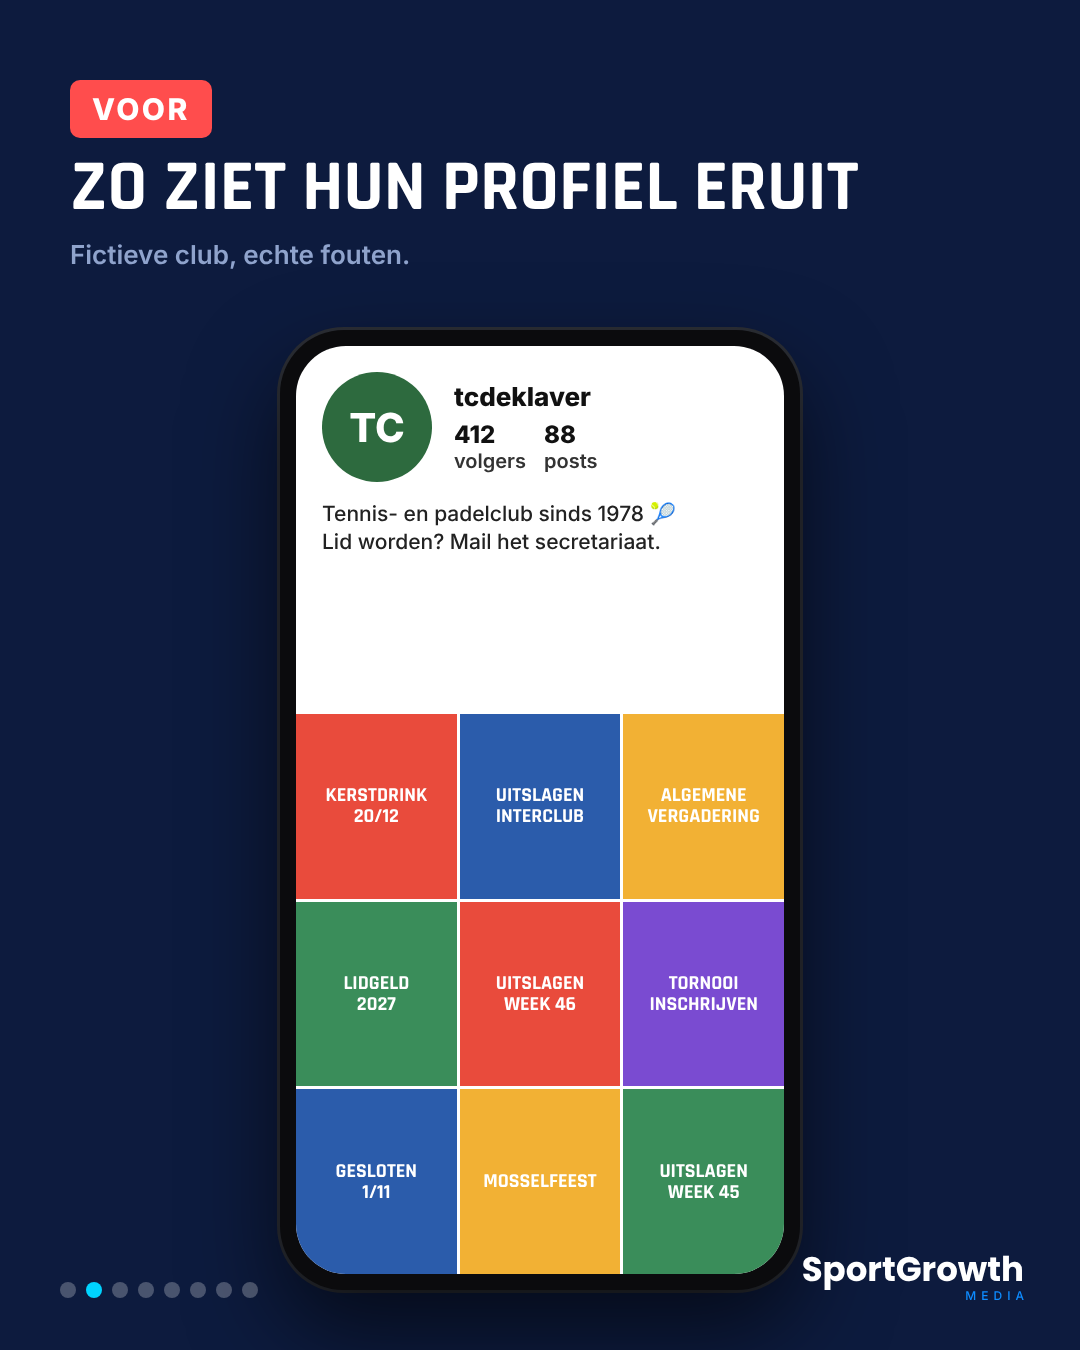 VOOR
ZO ZIET HUN PROFIEL ERUIT
Fictieve club, echte fouten.
TC
tcdeklaver
412 88
volgers posts
Tennis- en padelclub sinds 1978 🎾
Lid worden? Mail het secretariaat.
KERSTDRINK
20/12
UITSLAGEN
INTERCLUB
ALGEMENE
VERGADERING
LIDGELD
2027
UITSLAGEN
WEEK 46
TORNOOI
INSCHRIJVEN
GESLOTEN
1/11
MOSSELFEEST
UITSLAGEN
WEEK 45
SportGrowth
MEDIA